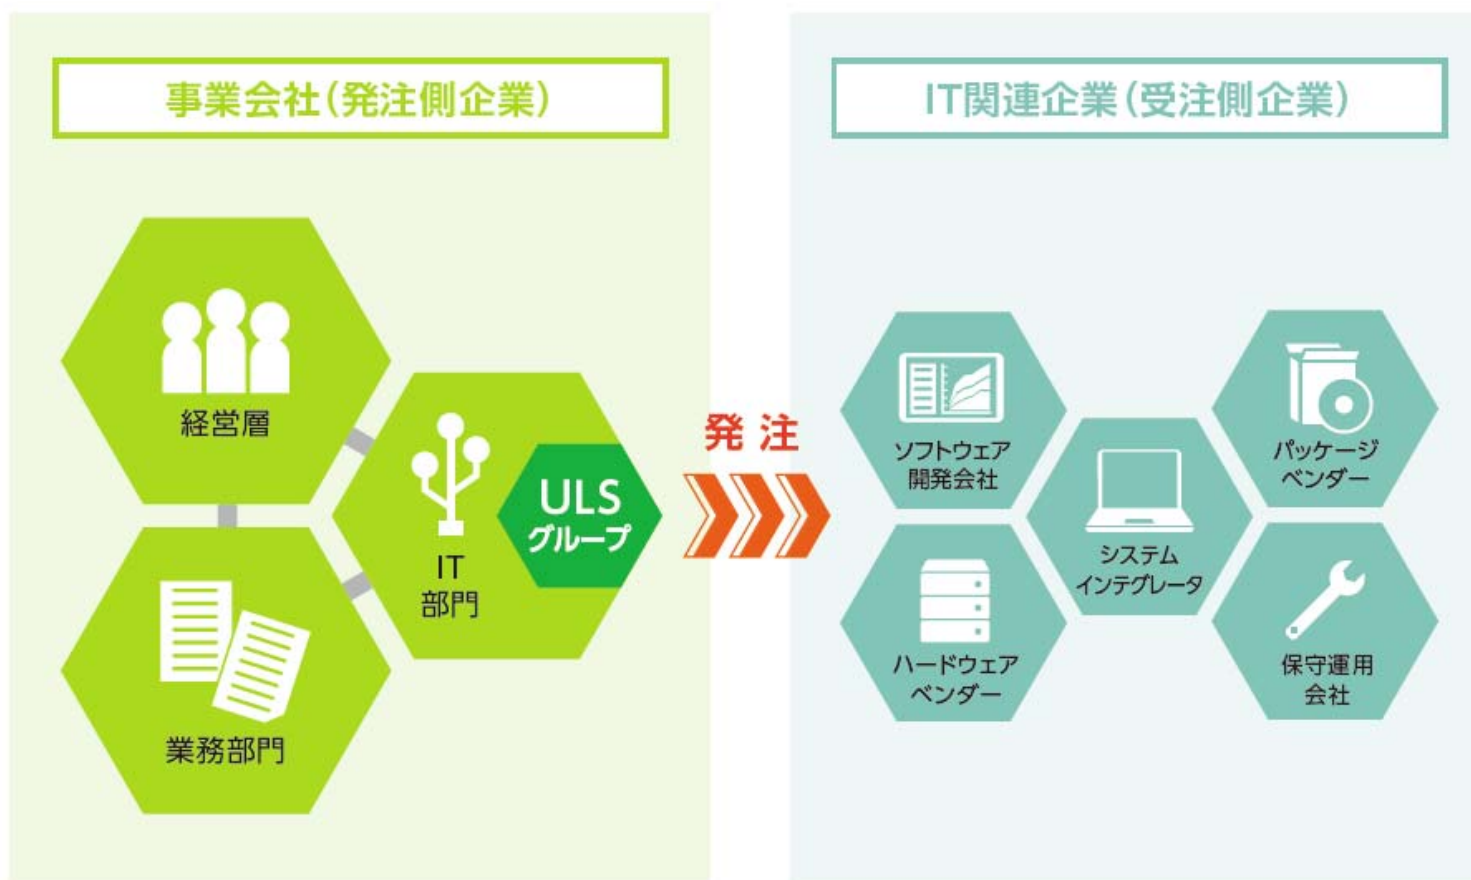 事業会社（発注側企業）
経営層
業務部門
IT
部門
ULS
グループ
発注
IT関連企業（受注側企業）
ソフトウェア
開発会社
パッケージ
ベンダー
システム
インテグレータ
ハードウェア
ベンダー
保守運用
会社